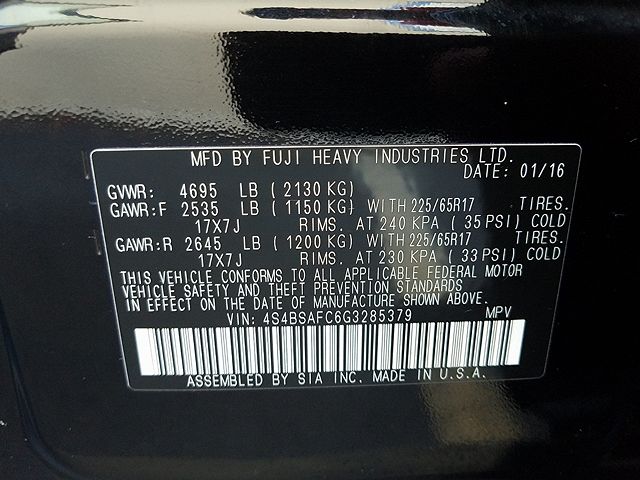 MFD BY FUJI HEAVY INDUSTRIES LTD.
DATE: 01/16
GVWR: 4695 LB (2130 KG)
GAWR:F 2535 LB (1150 KG) WITH 225/65R17 TIRES.
17X7J RIMS. AT 240 KPA (35 PSI) COLD
GAWR:R 2645 LB (1200 KG) WITH 225/65R17 TIRES.
17X7J RIMS. AT 230 KPA (33 PSI) COLD
THIS VEHICLE CONFORMS TO ALL APPLICABLE FEDERAL MOTOR
VEHICLE SAFETY AND THEFT PREVENTION STANDARDS
IN EFFECT ON THE DATE OF MANUFACTURE SHOWN ABOVE.
VIN: 4S4BSAFC6G3285379 MPV
ASSEMBLED BY SIA INC. MADE IN U.S.A.